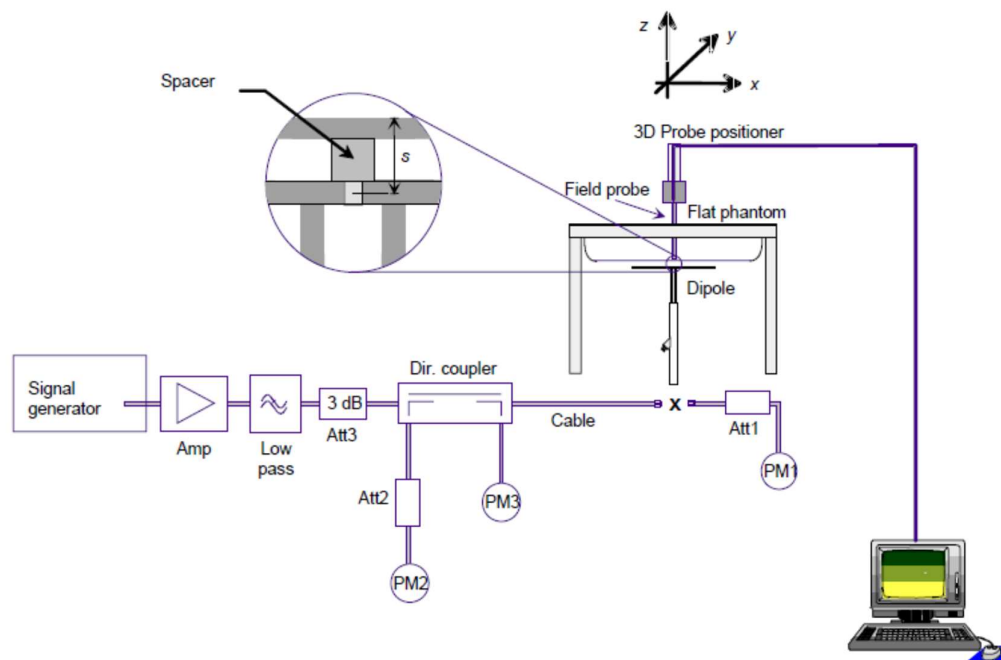 z
y
x
Spacer
s
3D Probe positioner
Field probe
Flat phantom
Dipole
Signal
generator
Amp
Low
pass
3 dB
Att3
Dir. coupler
Cable
X
Att1
PM1
Att2
PM3
PM2